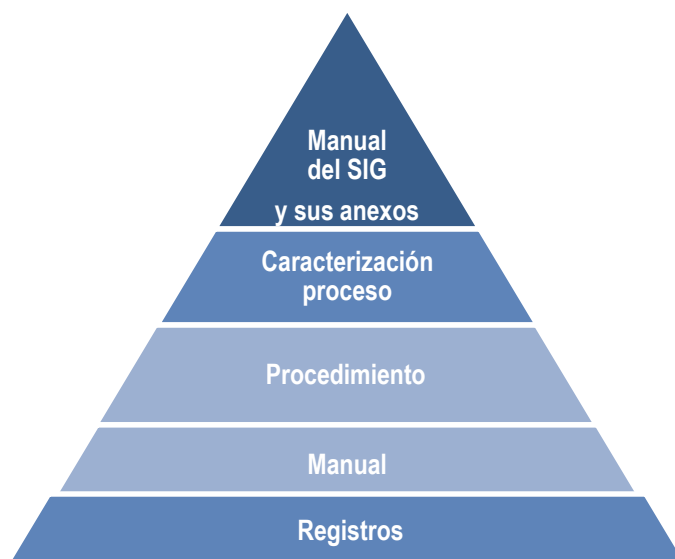 Manual
del SIG
y sus anexos
Caracterización
proceso
Procedimiento
Manual
Registros